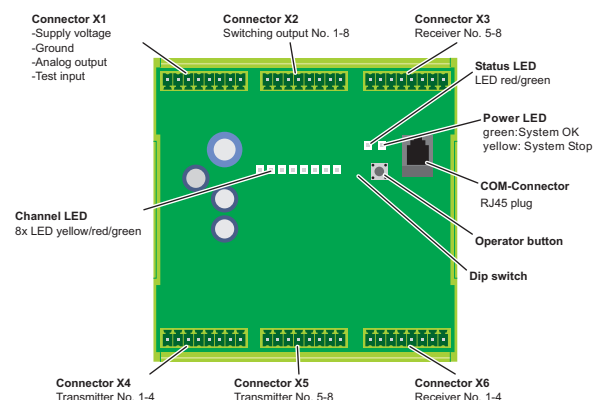 Connector X1
-Supply voltage
-Ground
-Analog output
-Test input
Connector X2
Switching output No. 1-8
Connector X3
Receiver No. 5-8
Status LED
LED red/green
Power LED
green:System OK
yellow: System Stop
COM-Connector
RJ45 plug
Channel LED
8x LED yellow/red/green
Operator button
Dip switch
Connector X4
Transmitter No. 1-4
Connector X5
Transmitter No. 5-8
Connector X6
Receiver No. 1-4